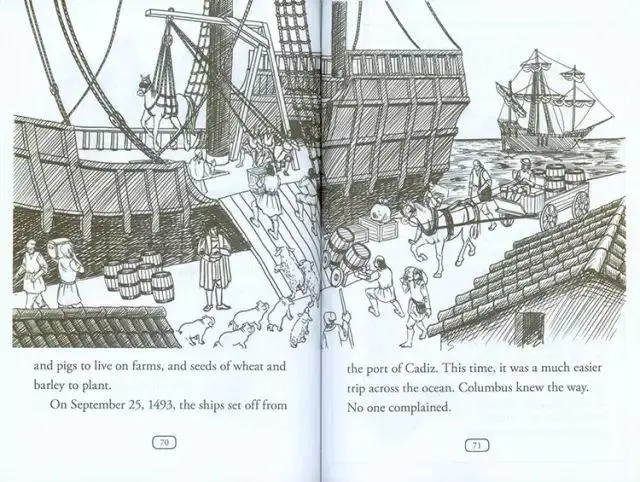 and pigs to live on farms, and seeds of wheat and
barley to plant.
On September 25, 1493, the ships set off from
70
the port of Cadiz. This time, it was a much easier
trip across the ocean. Columbus knew the way.
No one complained.
71